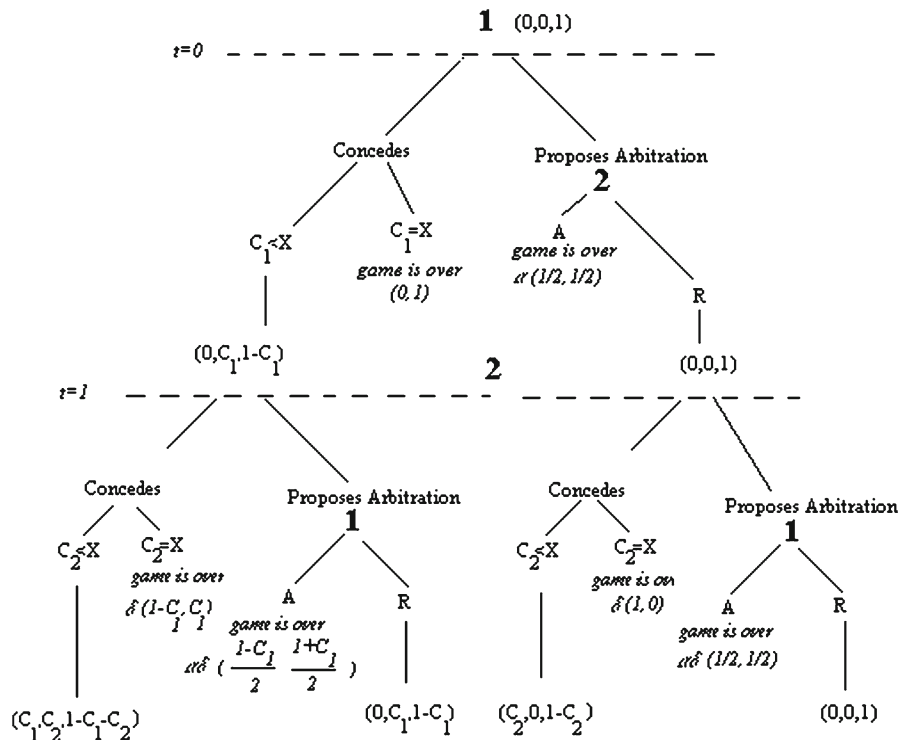 1 (0,0,1)
t=0
Concedes
Proposes Arbitration
2
C₁<X
C₁=X
game is over
(0, 1)
A
game is over
α (1/2, 1/2)
R
(0,C₁,1-C₁)
2
(0,0,1)
t=1
Concedes
Proposes Arbitration
1
Concedes
Proposes Arbitration
1
C₂<X
C₂=X
game is over
δ (1-C₁, C₁)
A
game is over
αδ ( 1-C₁/2 1+C₁/2 )
R
C₂<X
C₂=X
game is ov
δ (1, 0)
A
game is over
αδ (1/2, 1/2)
R
(C₁,C₂,1-C₁-C₂)
(0,C₁,1-C₁)
(C₂,0,1-C₂)
(0,0,1)